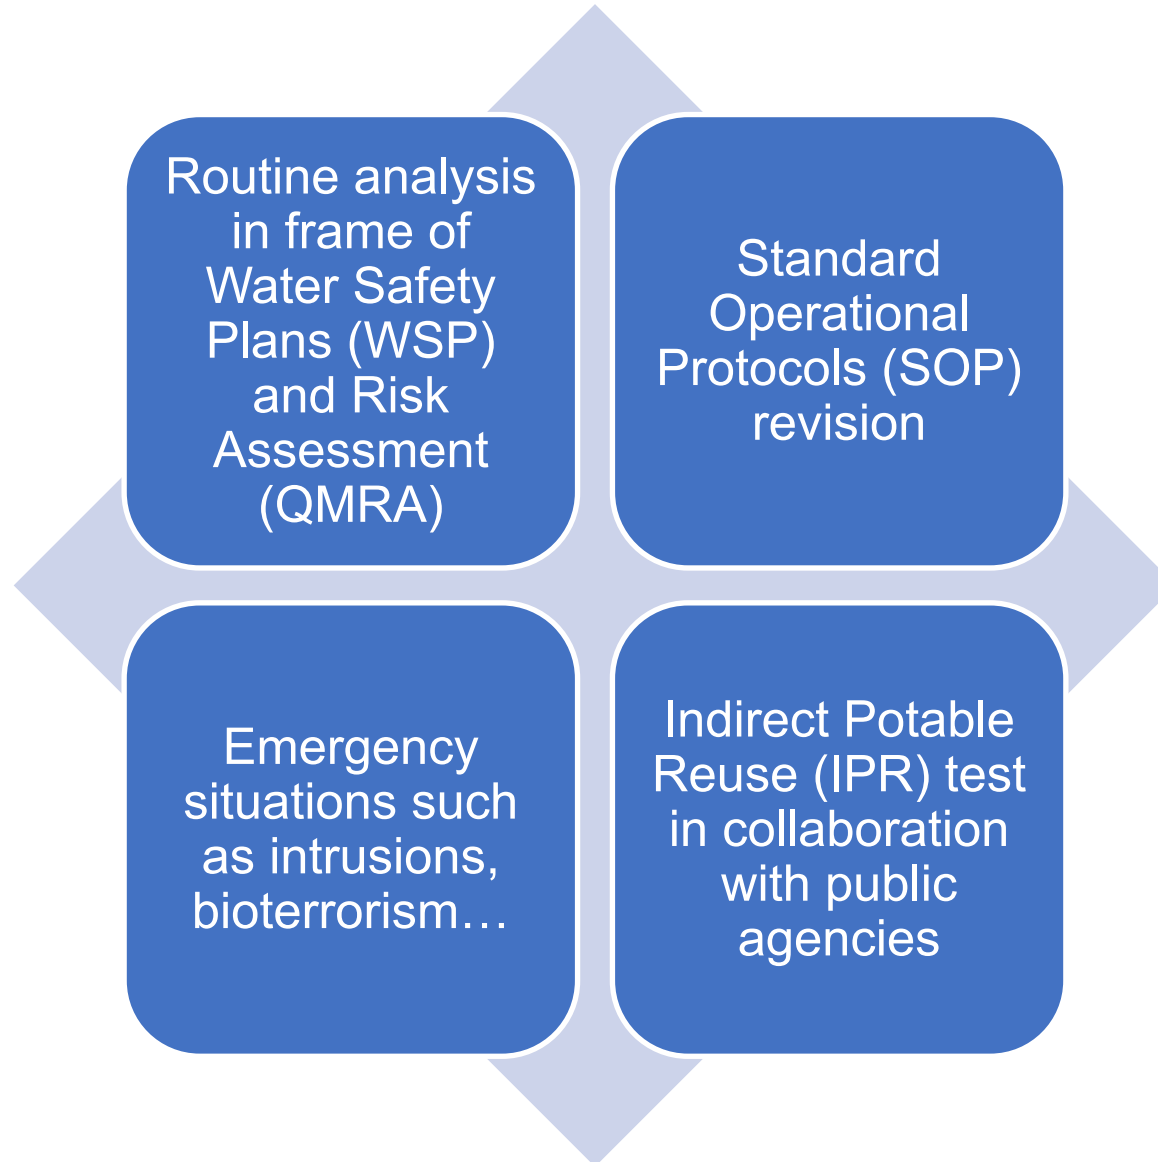 Routine analysis
in frame of
Water Safety
Plans (WSP)
and Risk
Assessment
(QMRA)
Standard
Operational
Protocols (SOP)
revision
Emergency
situations such
as intrusions,
bioterrorism…
Indirect Potable
Reuse (IPR) test
in collaboration
with public
agencies